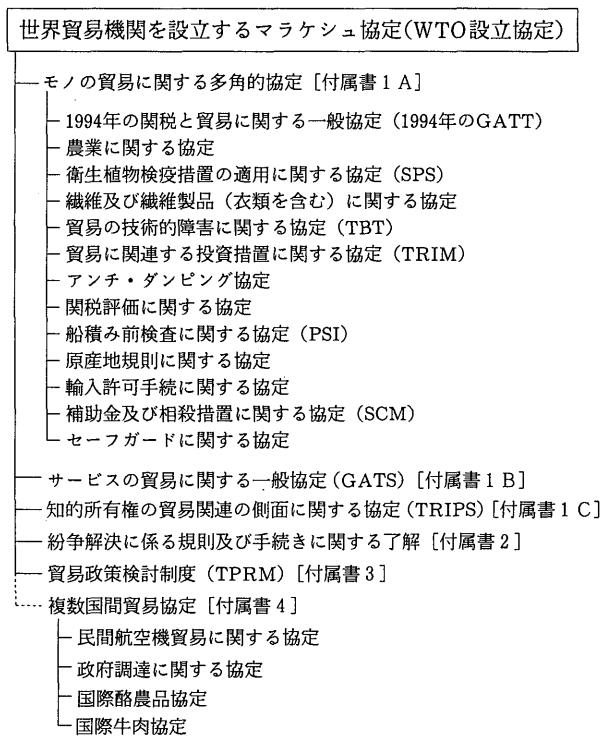 世界貿易機関を設立するマラケシュ協定(WTO設立協定)
モノの貿易に関する多角的協定[付属書1A]
1994年の関税と貿易に関する一般協定(1994年のGATT)
農業に関する協定
衛生植物検疫措置の適用に関する協定(SPS)
繊維及び繊維製品(衣類を含む)に関する協定
貿易の技術的障害に関する協定(TBT)
貿易に関連する投資措置に関する協定(TRIM)
アンチ・ダンピング協定
関税評価に関する協定
船積み前検査に関する協定(PSI)
原産地規則に関する協定
輸入許可手続に関する協定
補助金及び相殺措置に関する協定(SCM)
セーフガードに関する協定
サービスの貿易に関する一般協定(GATS)[付属書1B]
知的所有権の貿易関連の側面に関する協定(TRIPS)[付属書1C]
紛争解決に係る規則及び手続きに関する了解[付属書2]
貿易政策検討制度(TPRM)[付属書3]
複数国間貿易協定[付属書4]
民間航空機貿易に関する協定
政府調達に関する協定
国際酪農品協定
国際牛肉協定